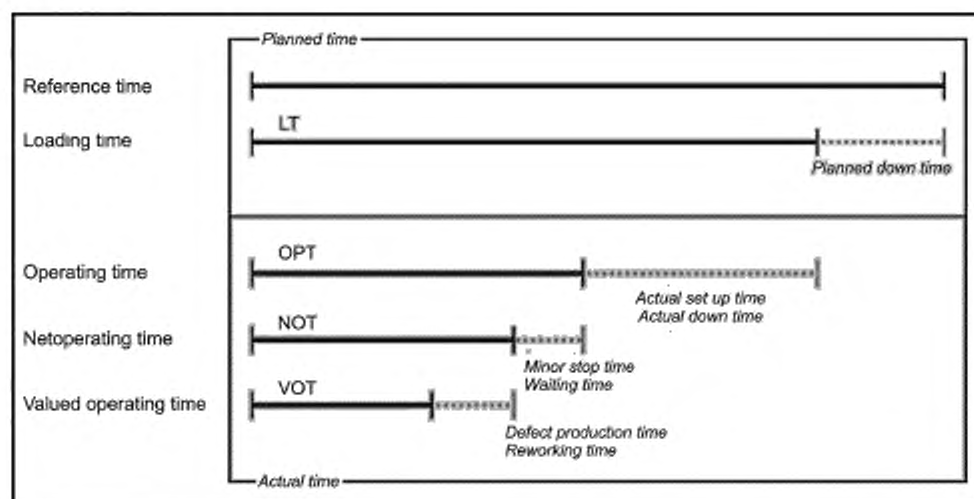 Planned time
Reference time
Loading time
LT
Planned down time
Operating time
OPT
Actual set up time
Actual down time
Netoperating time
NOT
Minor stop time
Waiting time
Valued operating time
VOT
Defect production time
Reworking time
Actual time